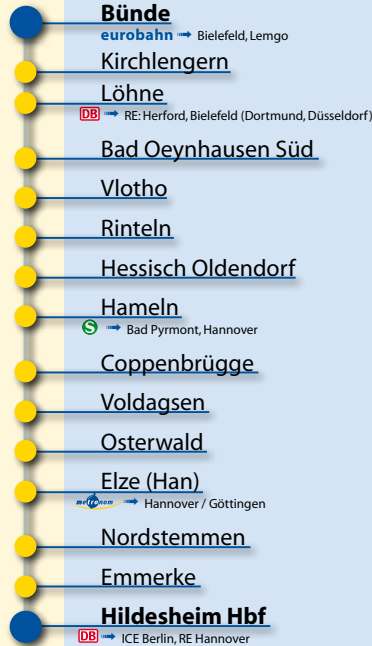 Bünde
eurobahn → Bielefeld, Lemgo
Kirchlengern
Löhne
DB → RE: Herford, Bielefeld (Dortmund, Düsseldorf)
Bad Oeynhausen Süd
Vlotho
Rinteln
Hessisch Oldendorf
Hameln
S → Bad Pyrmont, Hannover
Coppenbrügge
Voldagsen
Osterwald
Elze (Han)
metronom → Hannover / Göttingen
Nordstemmen
Emmerke
Hildesheim Hbf
DB → ICE Berlin, RE Hannover